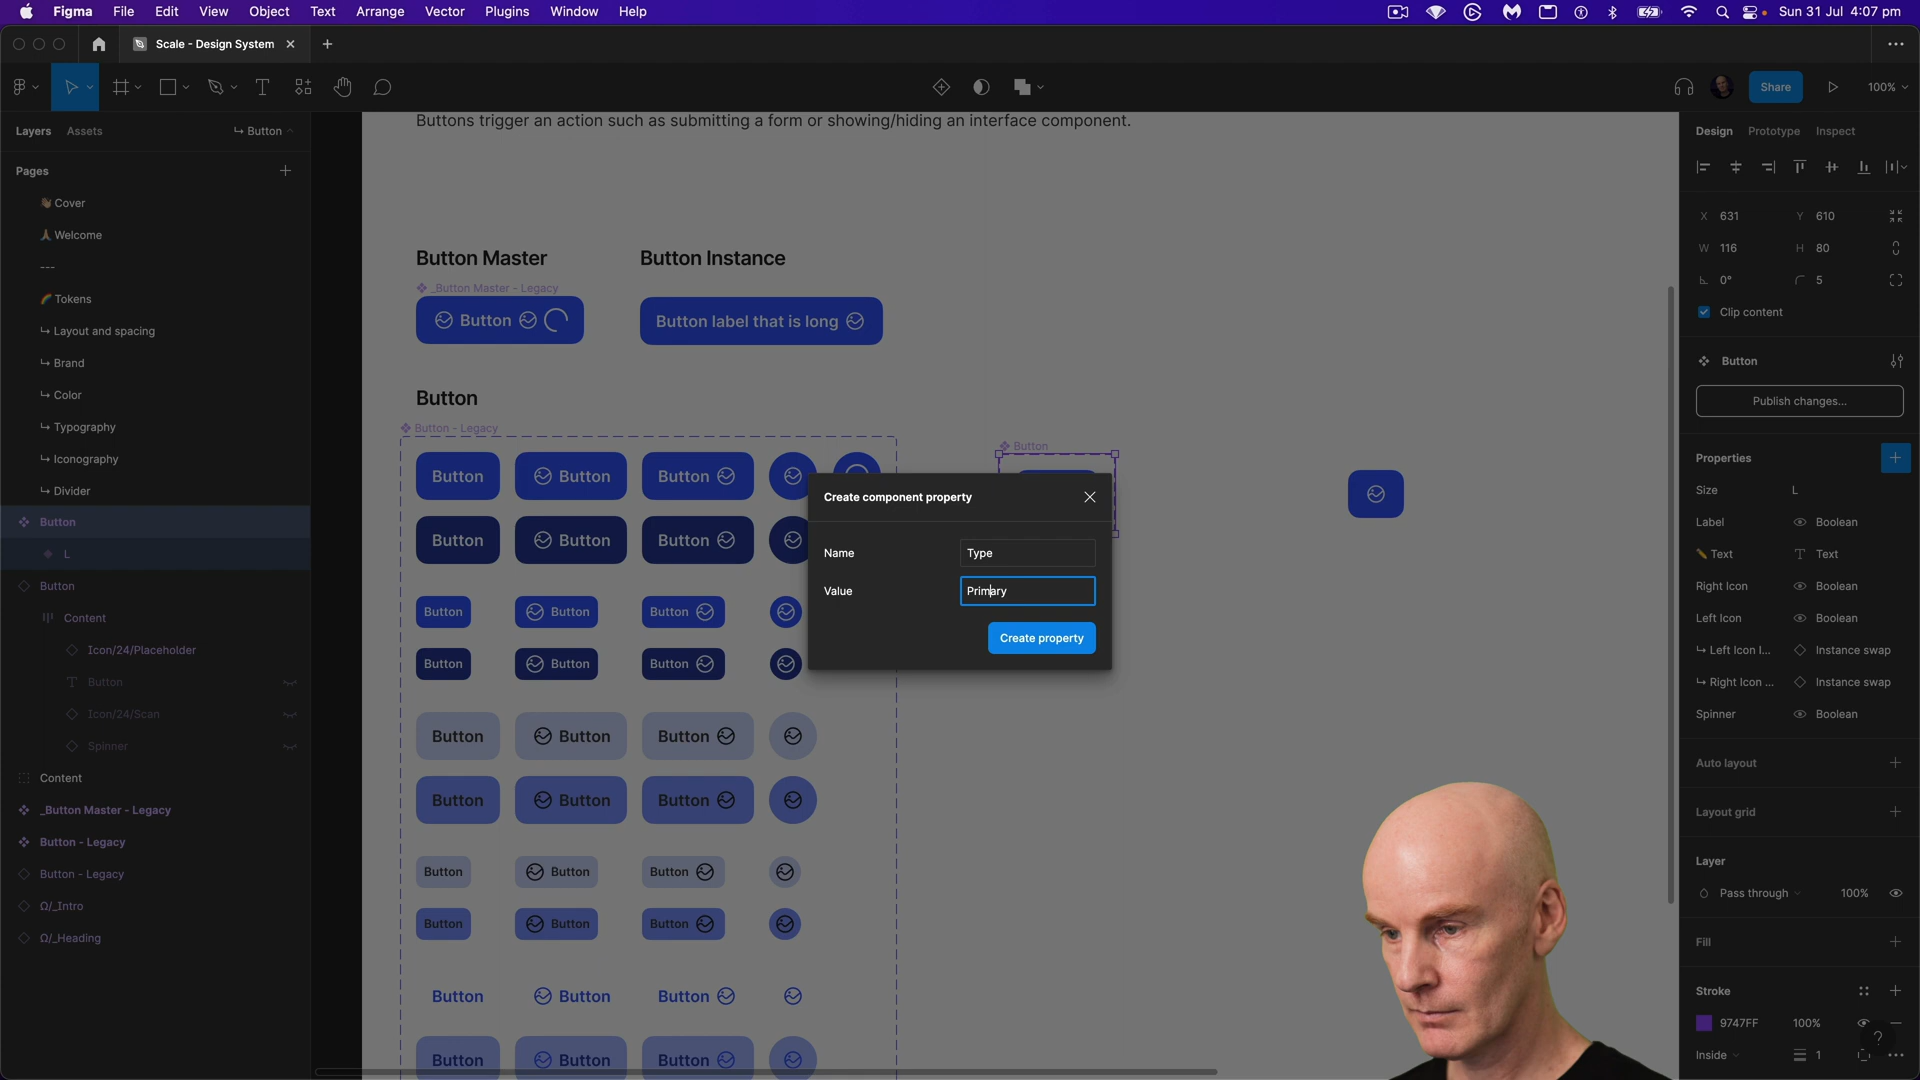 Figma File Edit View Object Text Arrange Vector Plugins Window Help
Sun 31 Jul 4:07 pm
Scale - Design System
Share
100%
Layers Assets
↳ Button
Pages
Cover
Welcome
---
Tokens
↳ Layout and spacing
↳ Brand
↳ Color
↳ Typography
↳ Iconography
↳ Divider
Button
L
Button
Content
Icon/24/Placeholder
Button
Icon/24/Scan
Spinner
Content
_Button Master - Legacy
Button - Legacy
Button - Legacy
Ω/_Intro
Ω/_Heading
Buttons trigger an action such as submitting a form or showing/hiding an interface component.
Button Master
Button Instance
_Button Master - Legacy
Button
Button label that is long
Button
Button - Legacy
Button
Button Button Button
Button Button Button
Button Button Button
Button Button Button
Button Button Button
Button Button Button
Button Button Button
Button Button Button
Button Button Button
Button Button Button
Create component property
Name
Type
Value
Primary
Create property
Design Prototype Inspect
X 631 Y 610
W 116 H 80
0° 5
Clip content
Button
Publish changes...
Properties
Size L
Label Boolean
Text Text
Right Icon Boolean
Left Icon Boolean
↳ Left Icon I... Instance swap
↳ Right Icon ... Instance swap
Spinner Boolean
Auto layout
Layout grid
Layer
Pass through 100%
Fill
Stroke
9747FF 100%
Inside 1
?